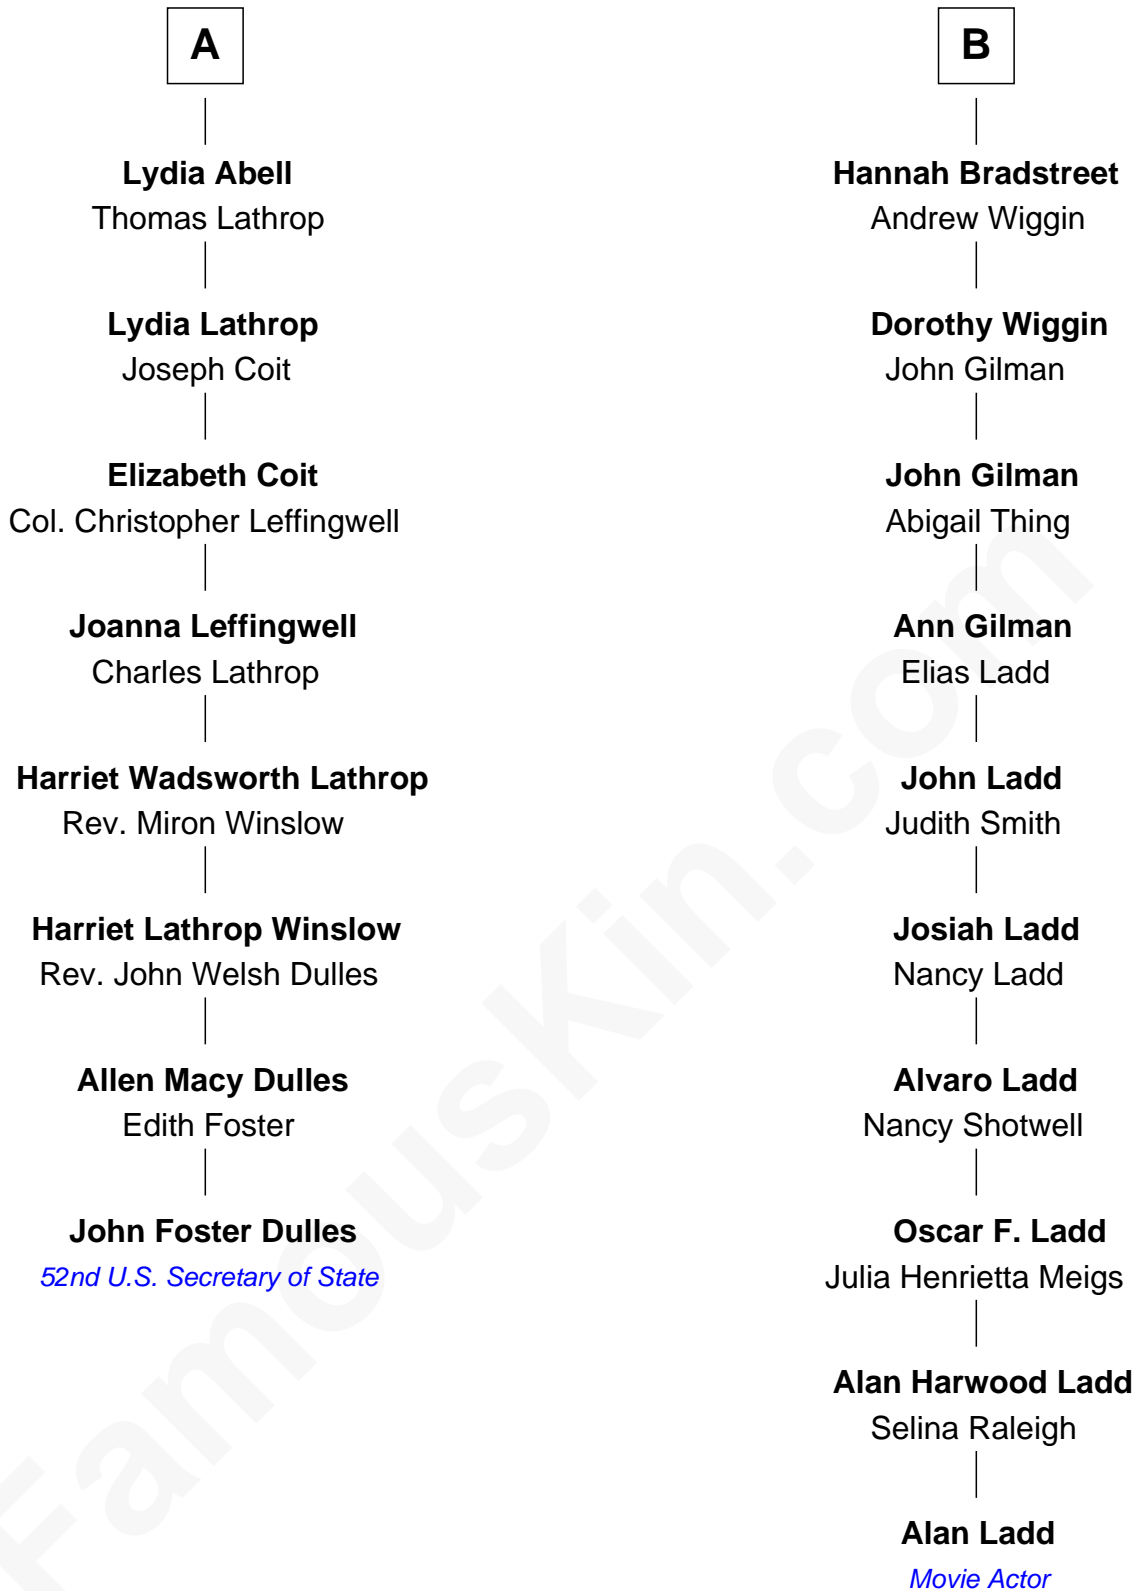 A
Lydia Abell
Thomas Lathrop
Lydia Lathrop
Joseph Coit
Elizabeth Coit
Col. Christopher Leffingwell
Joanna Leffingwell
Charles Lathrop
Harriet Wadsworth Lathrop
Rev. Miron Winslow
Harriet Lathrop Winslow
Rev. John Welsh Dulles
Allen Macy Dulles
Edith Foster
John Foster Dulles
52nd U.S. Secretary of State
B
Hannah Bradstreet
Andrew Wiggin
Dorothy Wiggin
John Gilman
John Gilman
Abigail Thing
Ann Gilman
Elias Ladd
John Ladd
Judith Smith
Josiah Ladd
Nancy Ladd
Alvaro Ladd
Nancy Shotwell
Oscar F. Ladd
Julia Henrietta Meigs
Alan Harwood Ladd
Selina Raleigh
Alan Ladd
Movie Actor
FamousKin.com